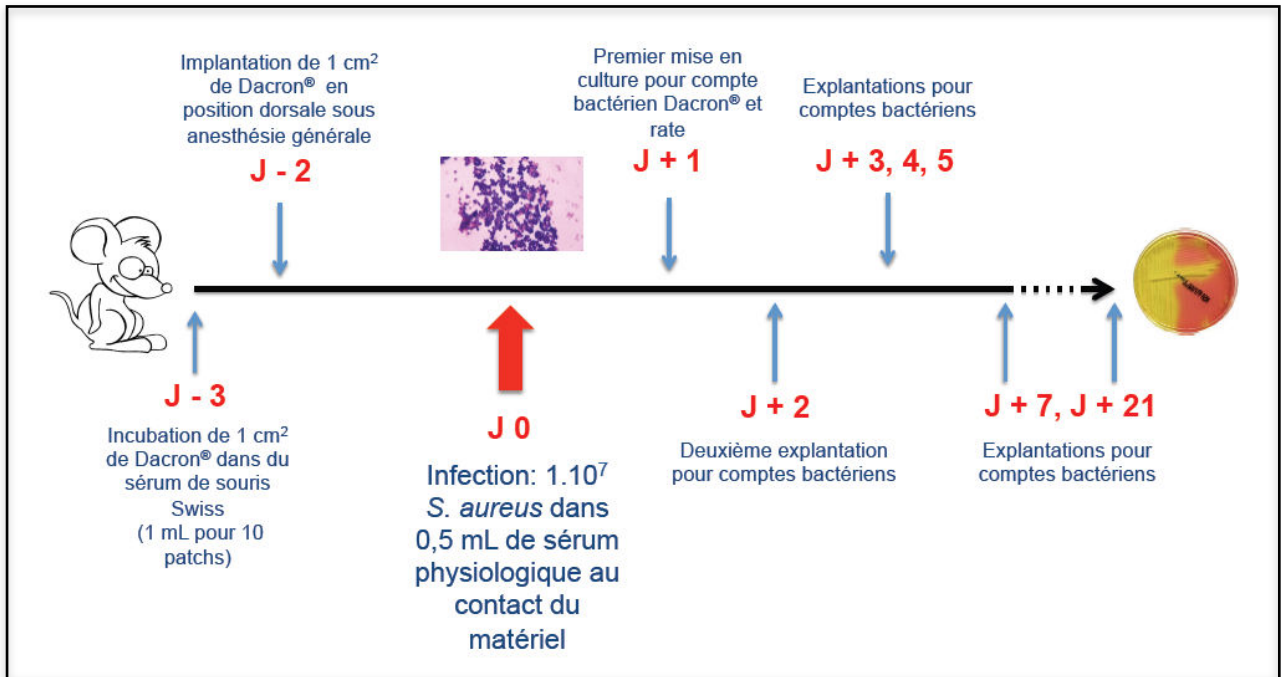 Implantation de 1 cm²
de Dacron® en
position dorsale sous
anesthésie générale
J - 2
Premier mise en
culture pour compte
bactérien Dacron® et
rate
J + 1
Explantations pour
comptes bactériens
J + 3, 4, 5
J - 3
Incubation de 1 cm²
de Dacron® dans du
sérum de souris
Swiss
(1 mL pour 10
patchs)
J 0
Infection: 1.10⁷
S. aureus dans
0,5 mL de sérum
physiologique au
contact du
matériel
J + 2
Deuxième explantation
pour comptes bactériens
J + 7, J + 21
Explantations pour
comptes bactériens